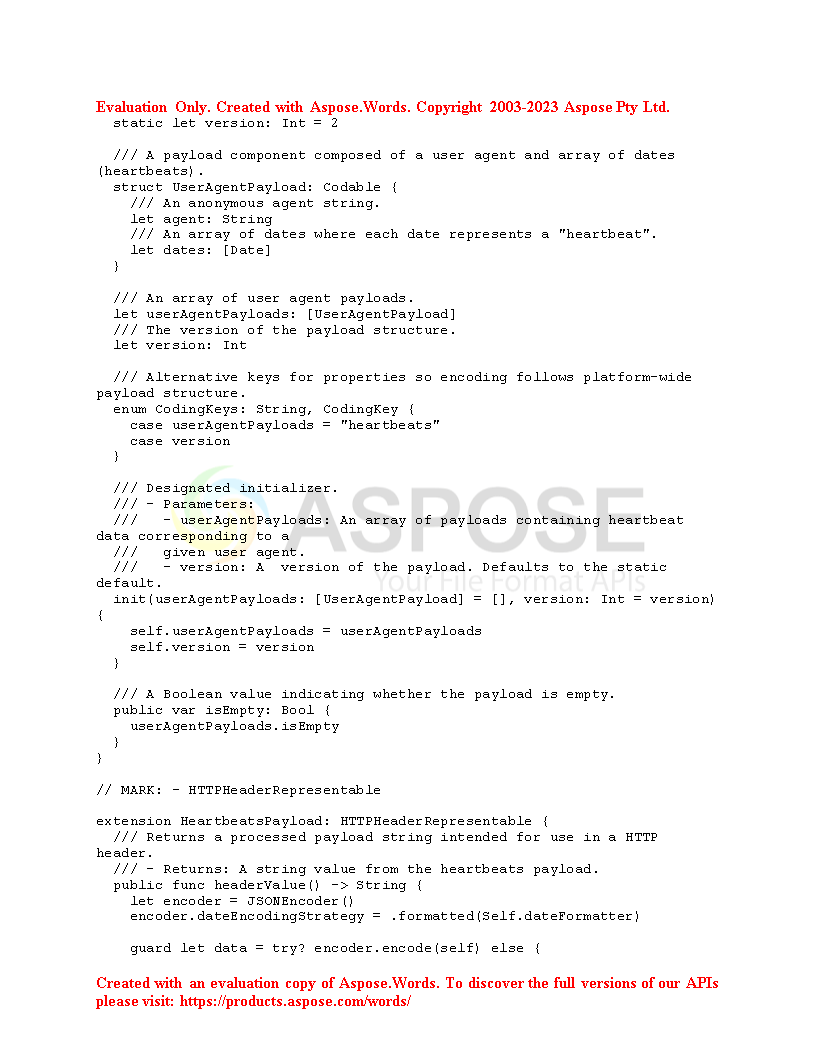 Evaluation Only. Created with Aspose.Words. Copyright 2003-2023 Aspose Pty Ltd.
  static let version: Int = 2

  /// A payload component composed of a user agent and array of dates
(heartbeats).
  struct UserAgentPayload: Codable {
    /// An anonymous agent string.
    let agent: String
    /// An array of dates where each date represents a "heartbeat".
    let dates: [Date]
  }

  /// An array of user agent payloads.
  let userAgentPayloads: [UserAgentPayload]
  /// The version of the payload structure.
  let version: Int

  /// Alternative keys for properties so encoding follows platform-wide
payload structure.
  enum CodingKeys: String, CodingKey {
    case userAgentPayloads = "heartbeats"
    case version
  }

  /// Designated initializer.
  /// - Parameters:
  ///   - userAgentPayloads: An array of payloads containing heartbeat
data corresponding to a
  ///   given user agent.
  ///   - version: A  version of the payload. Defaults to the static
default.
  init(userAgentPayloads: [UserAgentPayload] = [], version: Int = version)
{
    self.userAgentPayloads = userAgentPayloads
    self.version = version
  }

  /// A Boolean value indicating whether the payload is empty.
  public var isEmpty: Bool {
    userAgentPayloads.isEmpty
  }
}

// MARK: - HTTPHeaderRepresentable

extension HeartbeatsPayload: HTTPHeaderRepresentable {
  /// Returns a processed payload string intended for use in a HTTP
header.
  /// - Returns: A string value from the heartbeats payload.
  public func headerValue() -> String {
    let encoder = JSONEncoder()
    encoder.dateEncodingStrategy = .formatted(Self.dateFormatter)

    guard let data = try? encoder.encode(self) else {

Created with an evaluation copy of Aspose.Words. To discover the full versions of our APIs
please visit: https://products.aspose.com/words/
ASPOSE
Your File Format APIs